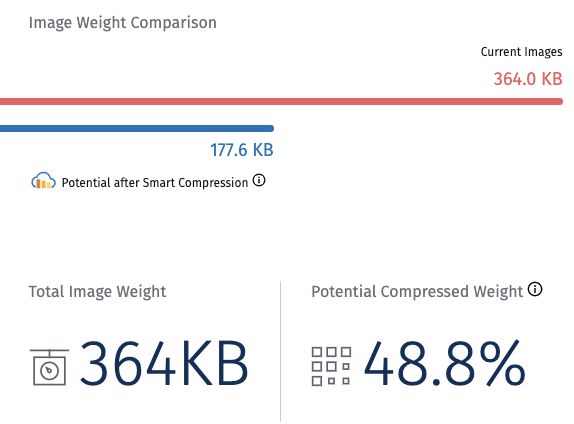 Image Weight Comparison
Current Images
364.0 KB
177.6 KB
Potential after Smart Compression
Total Image Weight
364KB
Potential Compressed Weight
48.8%